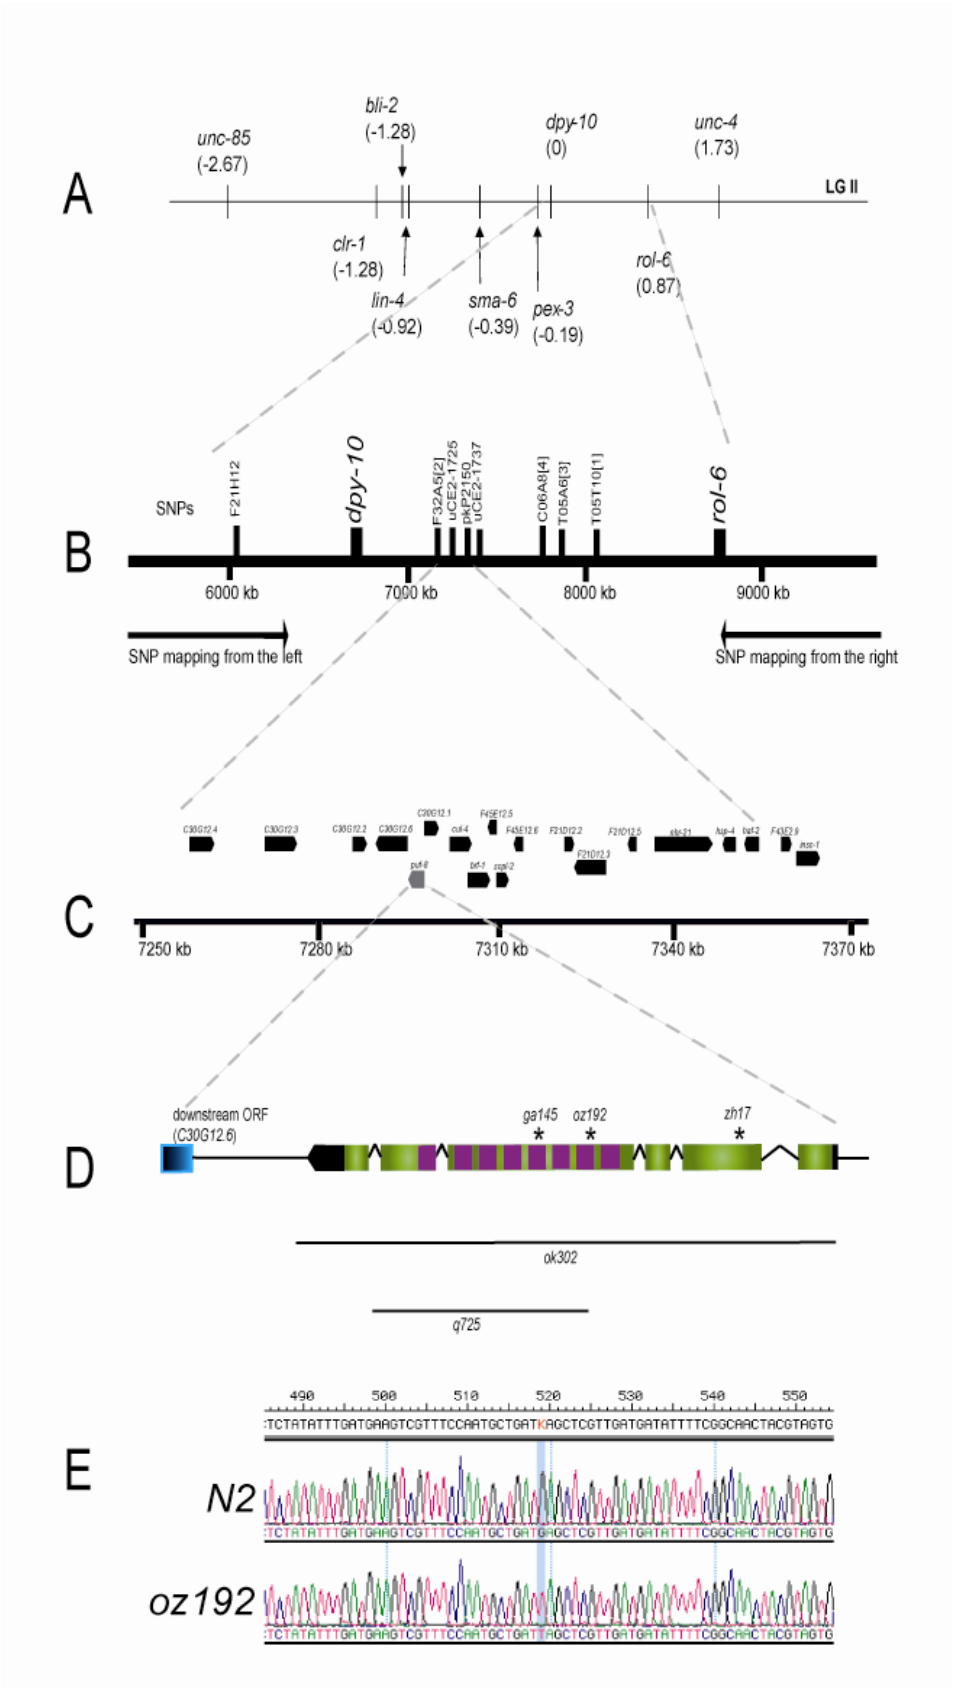 A
unc-85
(-2.67)
bli-2
(-1.28)
dpy-10
(0)
unc-4
(1.73)
LG II
clr-1
(-1.28)
lin-4
(-0.92)
sma-6
(-0.39)
pex-3
(-0.19)
rol-6
(0.87)
B
SNPs
F21H12
dpy-10
F32A5[2]
uCE2-1725
pkP2150
uCE2-1737
C06A8[4]
T05A6[3]
T05T10[1]
rol-6
6000 kb
7000 kb
8000 kb
9000 kb
SNP mapping from the left
SNP mapping from the right
C
C30G12.4
C30G12.3
C30G12.2
C30G12.6
C30G12.1
cul-4
F45E12.5
F45E12.6
F21D12.2
F21D12.3
F21D12.5
hsp-4
baf-2
F43E2.9
puf-8
btf-1
7250 kb
7280 kb
7310 kb
7340 kb
7370 kb
D
downstream ORF
(C30G12.6)
ga145
oz192
zh17
*
*
*
ok302
q725
E
490 500 510 520 530 540 550
:TCTATATTTGATGAAGTCGTTTCCAATGCTGATKAGCTCGTTGATGATATTTTCGGCAACTACGTAGTG
N2
:TCTATATTTGATGAAGTCGTTTCCAATGCTGATGAGCTCGTTGATGATATTTTCGGCAACTACGTAGTG
oz192
:TCTATATTTGATGAAGTCGTTTCCAATGCTGATTAGCTCGTTGATGATATTTTCGGCAACTACGTAGTG